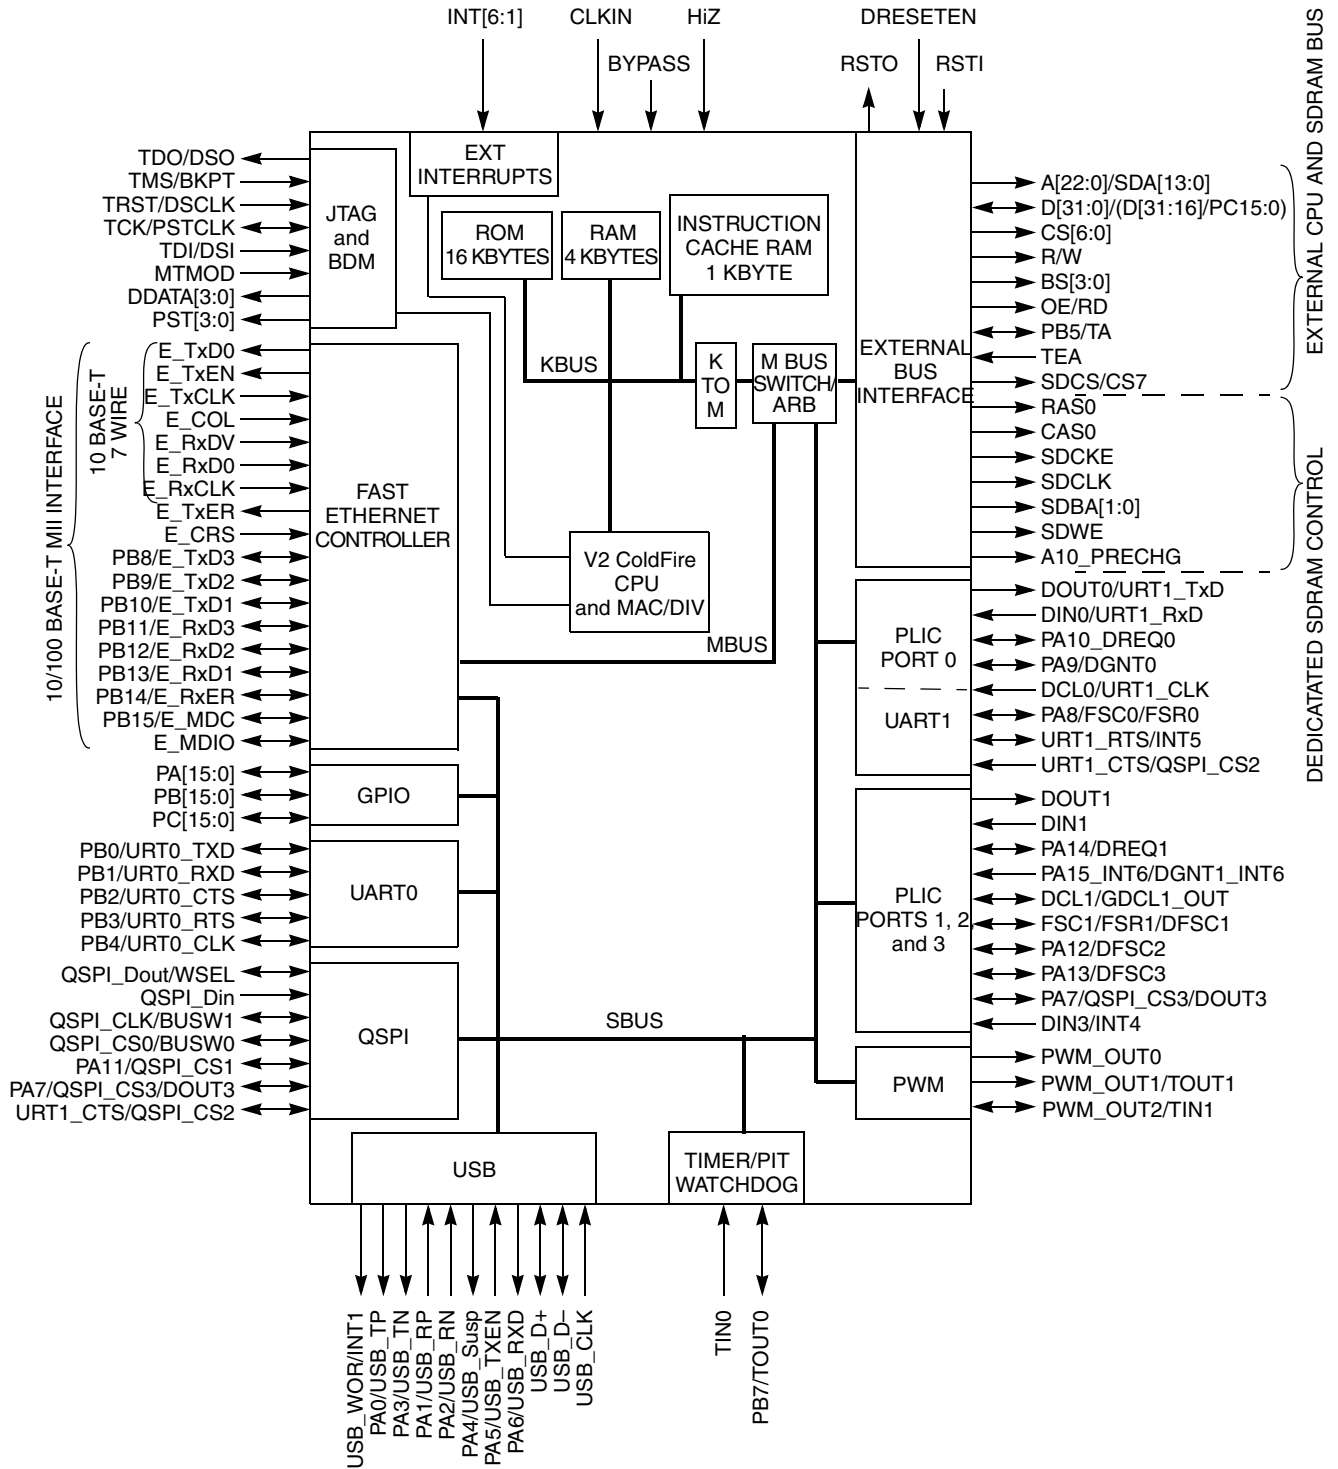 INT[6:1]
CLKIN
HiZ
DRESETEN
BYPASS
RSTO
RSTI
EXT
INTERRUPTS
TDO/DSO
TMS/BKPT
TRST/DSCLK
TCK/PSTCLK
TDI/DSI
MTMOD
DDATA[3:0]
PST[3:0]
JTAG
and
BDM
ROM
16 KBYTES
RAM
4 KBYTES
INSTRUCTION
CACHE RAM
1 KBYTE
KBUS
K
TO
M
M BUS
SWITCH/
ARB
EXTERNAL
BUS
INTERFACE
A[22:0]/SDA[13:0]
D[31:0]/(D[31:16]/PC15:0)
CS[6:0]
R/W
BS[3:0]
OE/RD
PB5/TA
TEA
SDCS/CS7
RAS0
CAS0
SDCKE
SDCLK
SDBA[1:0]
SDWE
A10_PRECHG
EXTERNAL CPU AND SDRAM BUS
DEDICATATED SDRAM CONTROL
10/100 BASE-T MII INTERFACE
10 BASE-T
7 WIRE
E_TxD0
E_TxEN
E_TxCLK
E_COL
E_RxDV
E_RxD0
E_RxCLK
E_TxER
E_CRS
PB8/E_TxD3
PB9/E_TxD2
PB10/E_TxD1
PB11/E_RxD3
PB12/E_RxD2
PB13/E_RxD1
PB14/E_RxER
PB15/E_MDC
E_MDIO
FAST
ETHERNET
CONTROLLER
V2 ColdFire
CPU
and MAC/DIV
MBUS
PLIC
PORT 0
UART1
DOUT0/URT1_TxD
DIN0/URT1_RxD
PA10_DREQ0
PA9/DGNT0
DCL0/URT1_CLK
PA8/FSC0/FSR0
URT1_RTS/INT5
URT1_CTS/QSPI_CS2
PA[15:0]
PB[15:0]
PC[15:0]
GPIO
PB0/URT0_TXD
PB1/URT0_RXD
PB2/URT0_CTS
PB3/URT0_RTS
PB4/URT0_CLK
UART0
PLIC
PORTS 1, 2,
and 3
DOUT1
DIN1
PA14/DREQ1
PA15_INT6/DGNT1_INT6
DCL1/GDCL1_OUT
FSC1/FSR1/DFSC1
PA12/DFSC2
PA13/DFSC3
PA7/QSPI_CS3/DOUT3
DIN3/INT4
QSPI_Dout/WSEL
QSPI_Din
QSPI_CLK/BUSW1
QSPI_CS0/BUSW0
PA11/QSPI_CS1
PA7/QSPI_CS3/DOUT3
URT1_CTS/QSPI_CS2
QSPI
SBUS
PWM
PWM_OUT0
PWM_OUT1/TOUT1
PWM_OUT2/TIN1
USB
TIMER/PIT
WATCHDOG
USB_WOR/INT1
PA0/USB_TP
PA3/USB_TN
PA1/USB_RP
PA2/USB_RN
PA4/USB_Susp
PA5/USB_TXEN
PA6/USB_RXD
USB_D+
USB_D–
USB_CLK
TIN0
PB7/TOUT0